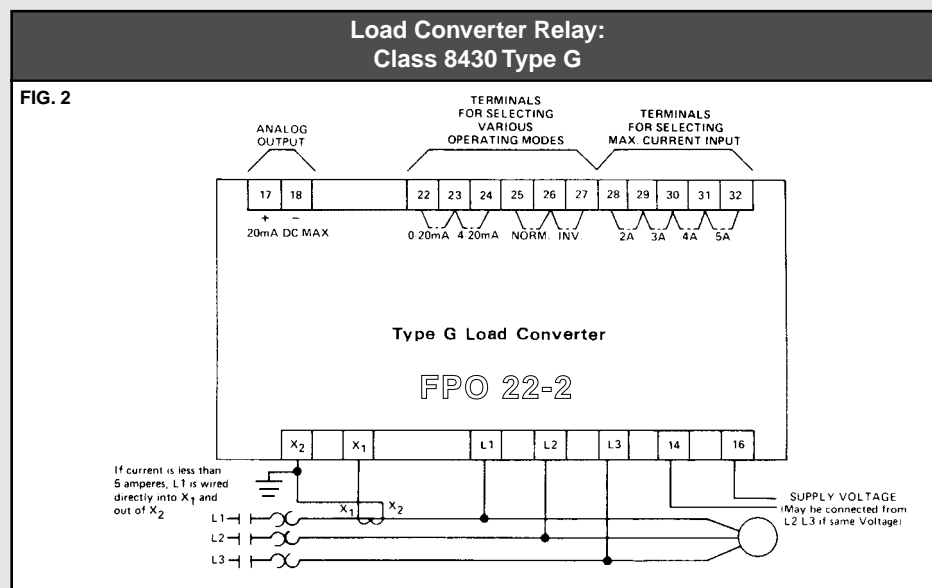 Load Converter Relay:
Class 8430 Type G
FIG. 2
ANALOG
OUTPUT
TERMINALS
FOR SELECTING
VARIOUS
OPERATING MODES
TERMINALS
FOR SELECTING
MAX. CURRENT INPUT
17 18 22 23 24 25 26 27 28 29 30 31 32
+ −
20mA DC MAX 0-20mA 4-20mA NORM. INV. 2A 3A 4A 5A
Type G Load Converter
FPO 22-2
X2 X1 L1 L2 L3 14 16
If current is less than
5 amperes, L1 is wired
directly into X1 and
out of X2
X1 X2
SUPPLY VOLTAGE
(May be connected from
L2 L3 if same Voltage)
L1
L2
L3